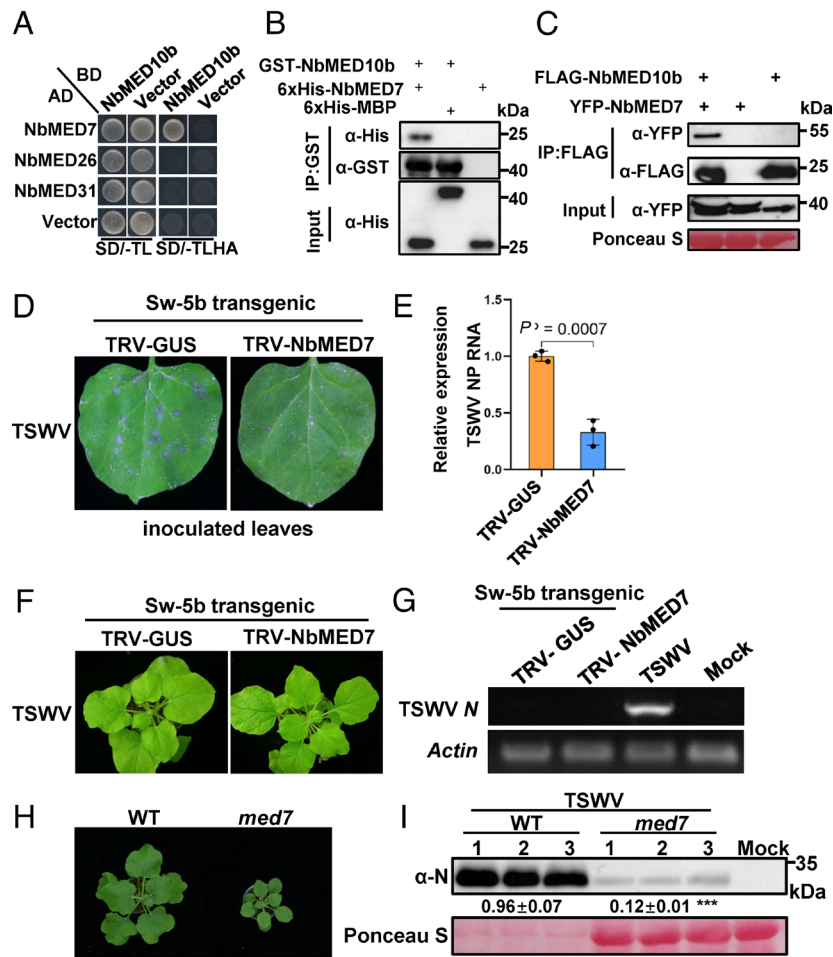 A
BD
AD
NbMED10b
Vector
NbMED10b
Vector
NbMED7
NbMED26
NbMED31
Vector
SD/-TL SD/-TLHA
B
GST-NbMED10b + +
6xHis-NbMED7 + +
6xHis-MBP + kDa
IP:GST
α-His 25
α-GST 40
Input
α-His
40
25
C
FLAG-NbMED10b + +
YFP-NbMED7 + + kDa
IP:FLAG
α-YFP 55
α-FLAG 25
Input α-YFP 40
Ponceau S
D
Sw-5b transgenic
TRV-GUS TRV-NbMED7
TSWV
inoculated leaves
E
Relative expression
TSWV NP RNA
1.5
1.0
0.5
0.0
P = 0.0007
TRV-GUS
TRV-NbMED7
F
Sw-5b transgenic
TRV-GUS TRV-NbMED7
TSWV
G
Sw-5b transgenic
TRV- GUS
TRV- NbMED7
TSWV
Mock
TSWV N
Actin
H
WT med7
I
TSWV
WT med7
1 2 3 1 2 3 Mock
α-N 35
kDa
0.96±0.07 0.12±0.01 ***
Ponceau S